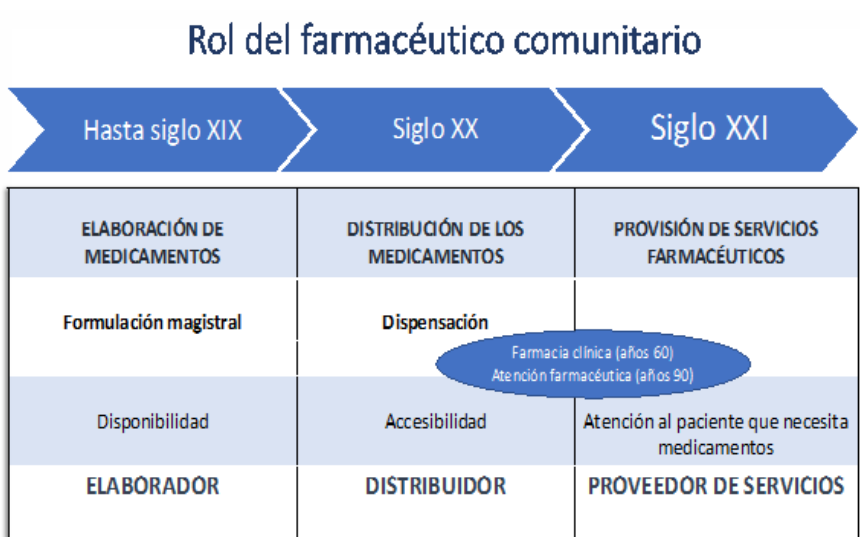 Rol del farmacéutico comunitario
Hasta siglo XIX
Siglo XX
Siglo XXI
ELABORACIÓN DE
MEDICAMENTOS
DISTRIBUCIÓN DE LOS
MEDICAMENTOS
PROVISIÓN DE SERVICIOS
FARMACÉUTICOS
Formulación magistral
Dispensación
Farmacia clínica (años 60)
Atención farmacéutica (años 90)
Disponibilidad
Accesibilidad
Atención al paciente que necesita
medicamentos
ELABORADOR
DISTRIBUIDOR
PROVEEDOR DE SERVICIOS